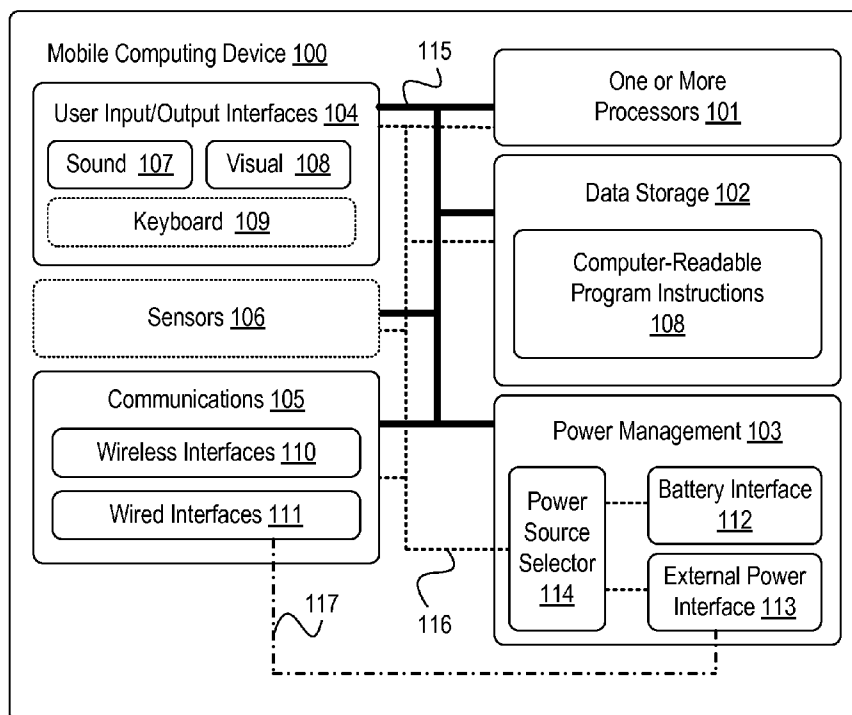 Mobile Computing Device 100
115
User Input/Output Interfaces 104
Sound 107
Visual 108
Keyboard 109
Sensors 106
Communications 105
Wireless Interfaces 110
Wired Interfaces 111
117
One or More
Processors 101
Data Storage 102
Computer-Readable
Program Instructions
108
Power Management 103
Power
Source
Selector
114
Battery Interface
112
External Power
Interface 113
116